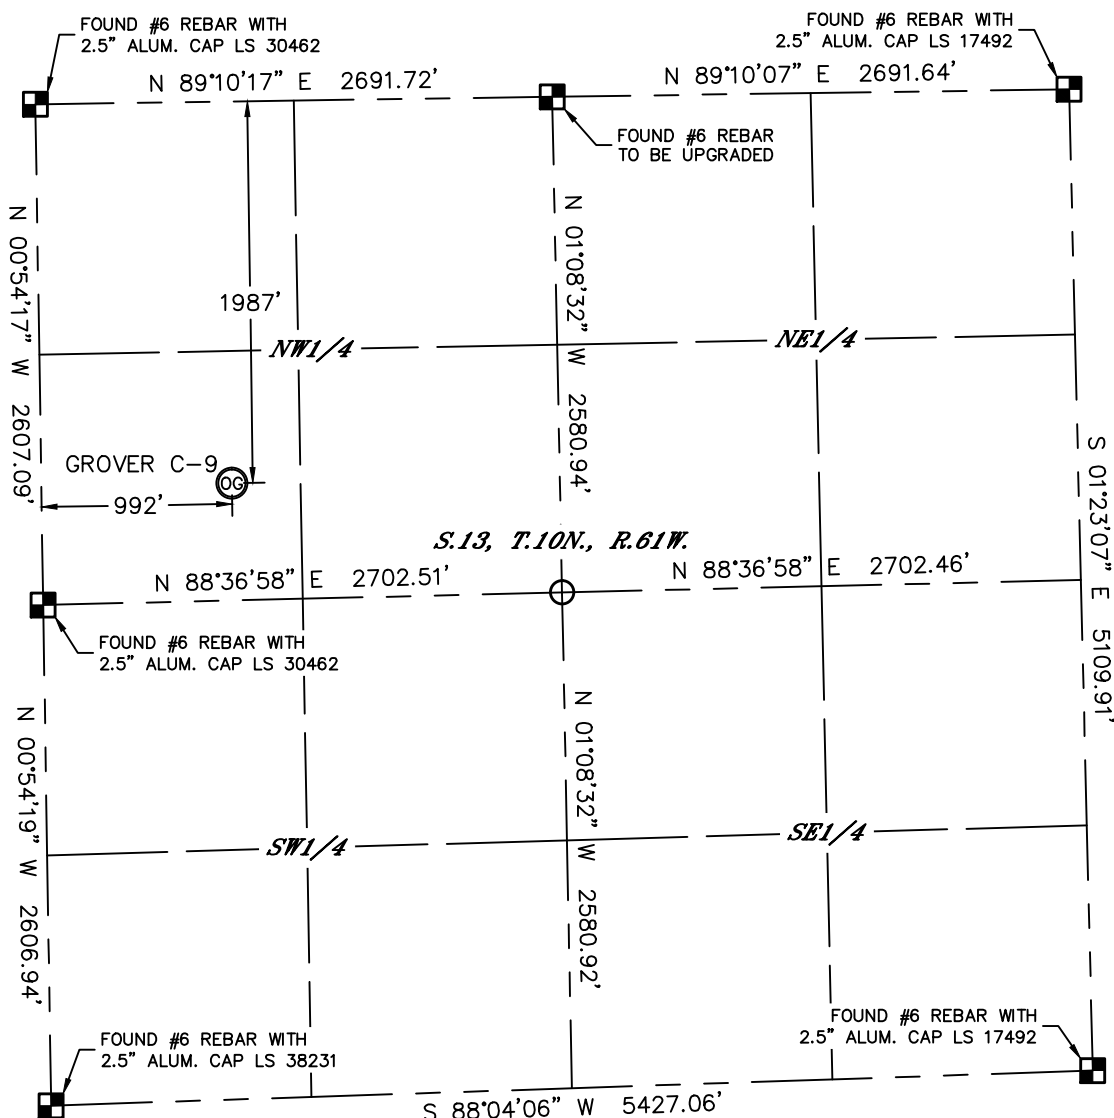 FOUND #6 REBAR WITH
2.5" ALUM. CAP LS 30462
FOUND #6 REBAR WITH
2.5" ALUM. CAP LS 17492
N 89°10'17" E 2691.72'
N 89°10'07" E 2691.64'
FOUND #6 REBAR
TO BE UPGRADED
N 00°54'17" W 2607.09'
N 01°08'32" W 2580.94'
1987'
NW1/4
NE1/4
GROVER C-9
OG
992'
S 01°23'07" E 5109.91'
S.13, T.10N., R.61W.
N 88°36'58" E 2702.51'
N 88°36'58" E 2702.46'
FOUND #6 REBAR WITH
2.5" ALUM. CAP LS 30462
N 00°54'19" W 2606.94'
N 01°08'32" W 2580.92'
SW1/4
SE1/4
FOUND #6 REBAR WITH
2.5" ALUM. CAP LS 38231
FOUND #6 REBAR WITH
2.5" ALUM. CAP LS 17492
S 88°04'06" W 5427.06'